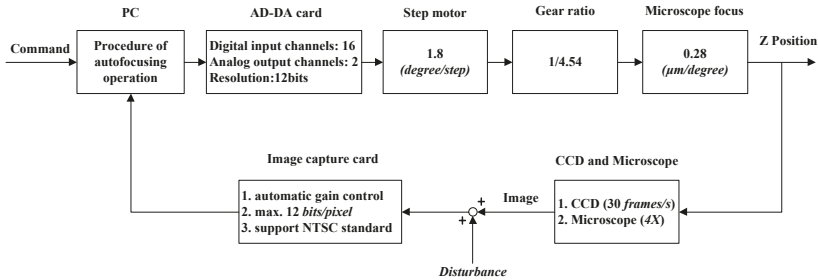 PC
AD-DA card
Step motor
Gear ratio
Microscope focus
Command
Procedure of
autofocusing
operation
Digital input channels: 16
Analog output channels: 2
Resolution:12bits
1.8
(degree/step)
1/4.54
0.28
(μm/degree)
Z Position
Image capture card
CCD and Microscope
1. automatic gain control
2. max. 12 bits/pixel
3. support NTSC standard
+
+
Image
1. CCD (30 frames/s)
2. Microscope (4X)
Disturbance